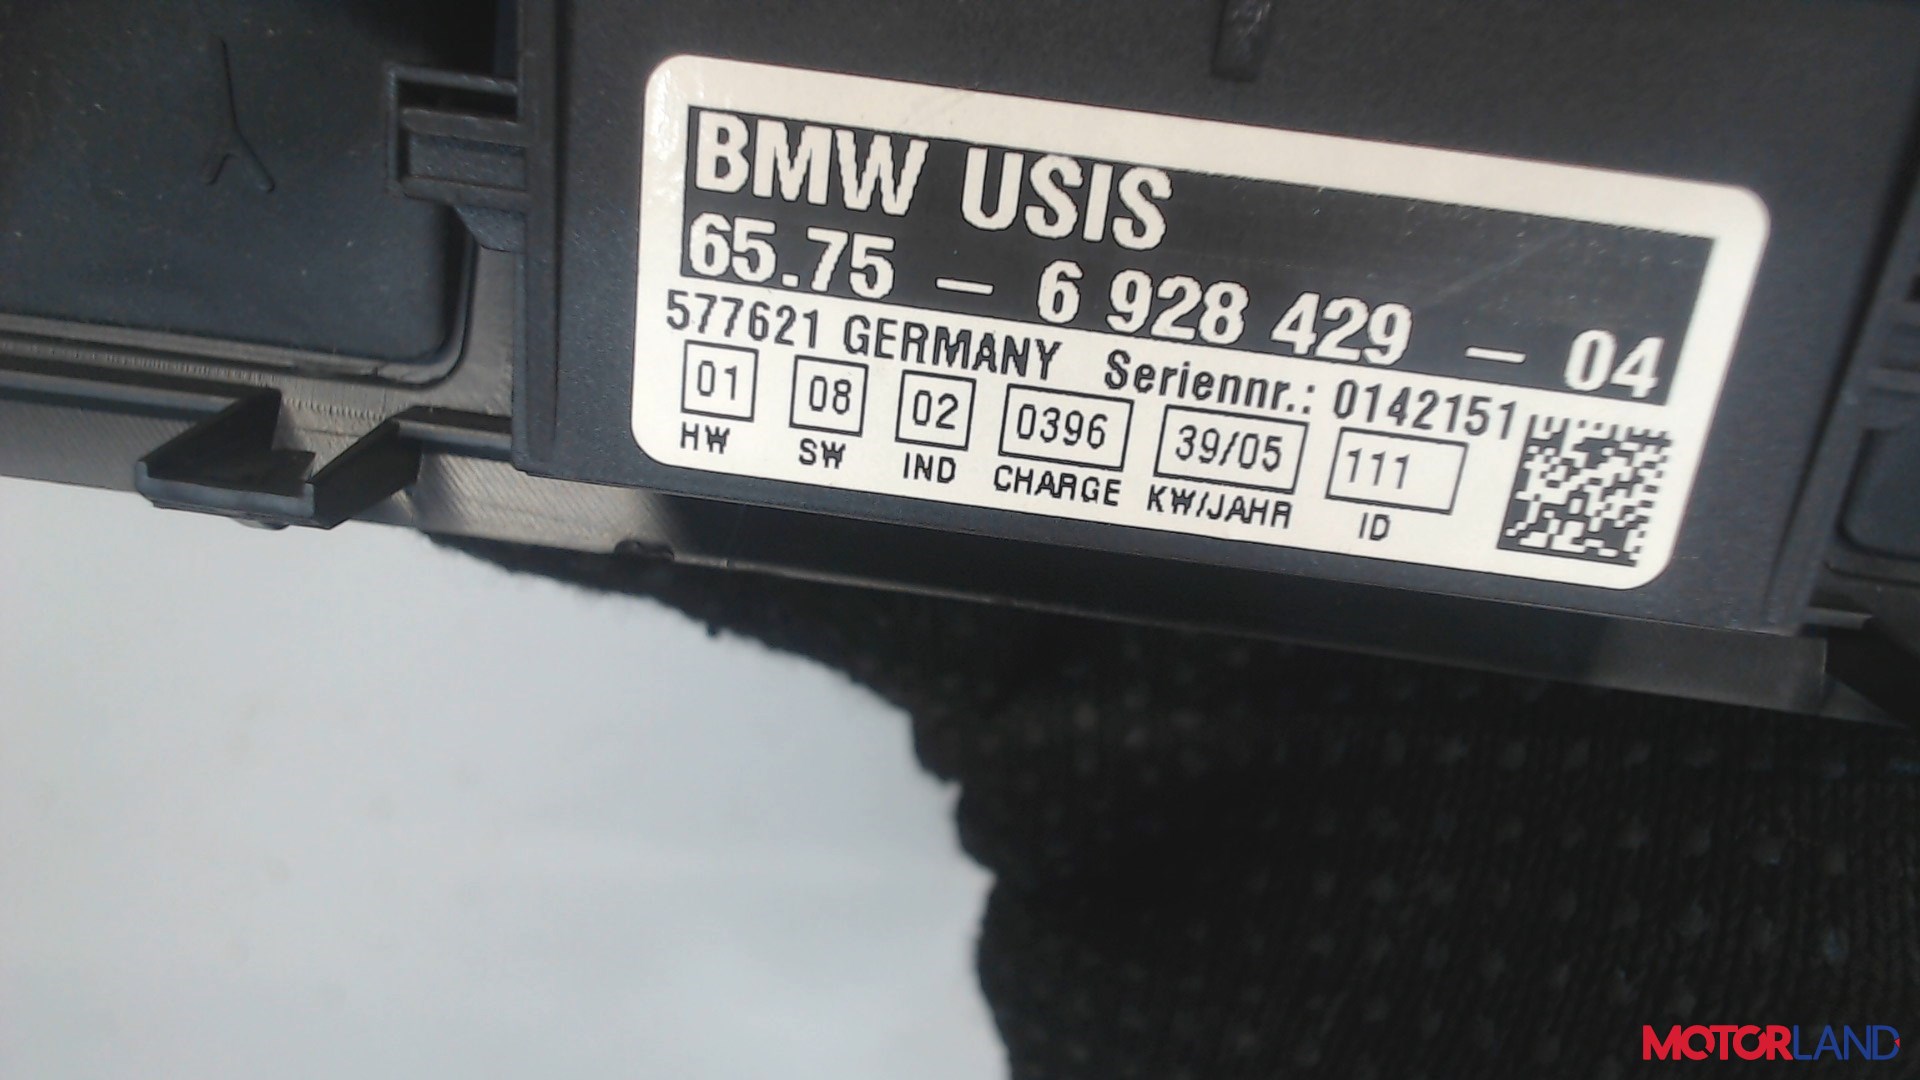 BMW USIS
65.75 – 6 928 429 – 04
577621 GERMANY Seriennr.: 0142151
01 08 02 0396 39/05 111
HW SW IND CHARGE KW/JAHR ID
MOTORLAND